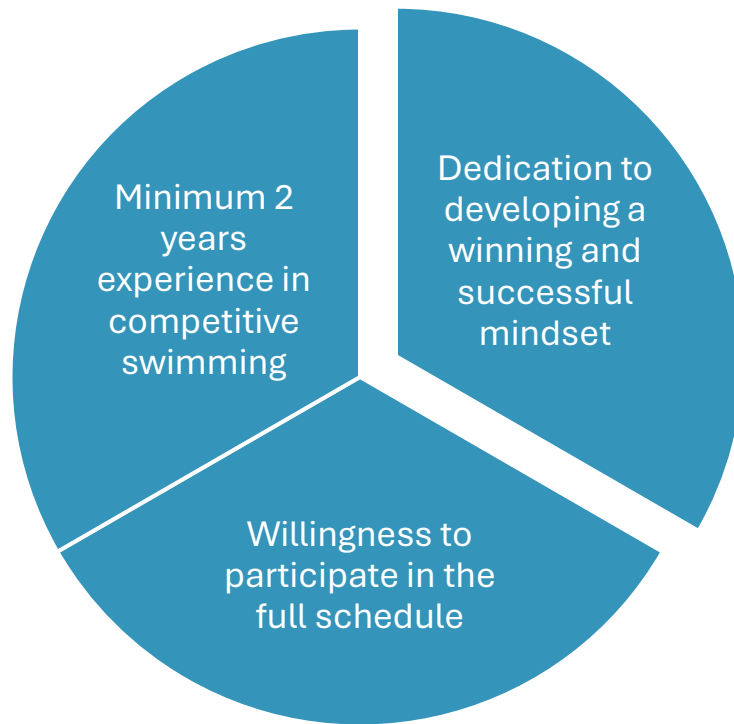 Minimum 2
years
experience in
competitive
swimming
Dedication to
developing a
winning and
successful
mindset
Willingness to
participate in the
full schedule